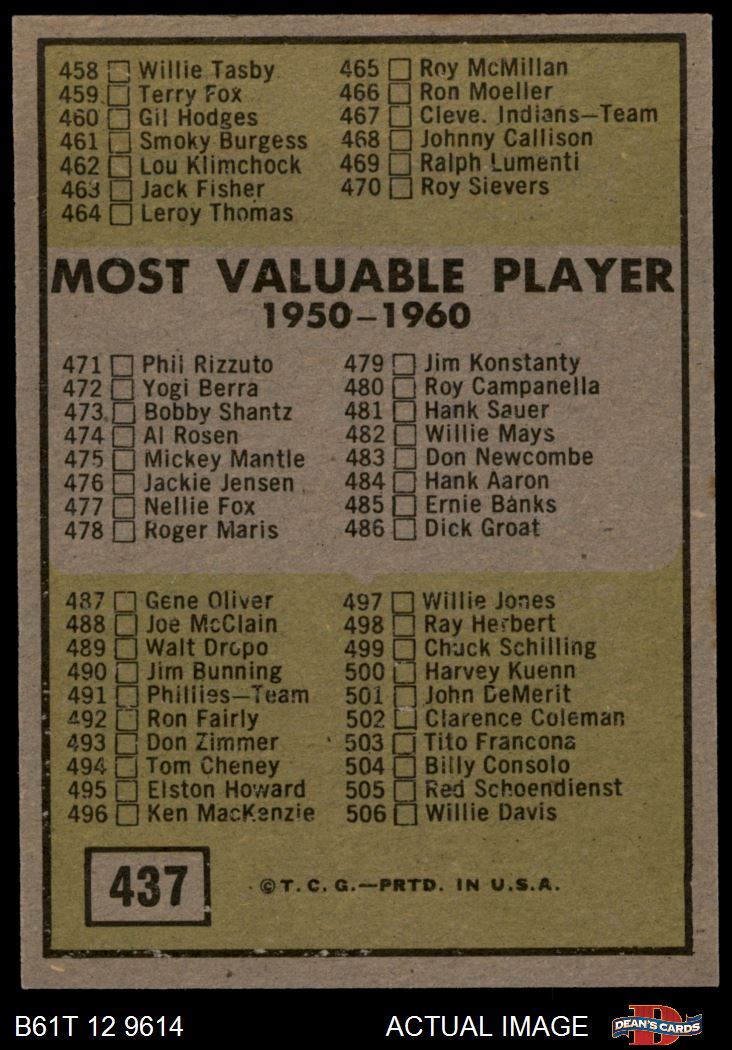 458 Willie Tasby
459 Terry Fox
460 Gil Hodges
461 Smoky Burgess
462 Lou Klimchock
463 Jack Fisher
464 Leroy Thomas
465 Roy McMillan
466 Ron Moeller
467 Cleve. Indians—Team
468 Johnny Callison
469 Ralph Lumenti
470 Roy Sievers
MOST VALUABLE PLAYER
1950–1960
471 Phil Rizzuto
472 Yogi Berra
473 Bobby Shantz
474 Al Rosen
475 Mickey Mantle
476 Jackie Jensen
477 Nellie Fox
478 Roger Maris
479 Jim Konstanty
480 Roy Campanella
481 Hank Sauer
482 Willie Mays
483 Don Newcombe
484 Hank Aaron
485 Ernie Banks
486 Dick Groat
487 Gene Oliver
488 Joe McClain
489 Walt Dropo
490 Jim Bunning
491 Phillies—Team
492 Ron Fairly
493 Don Zimmer
494 Tom Cheney
495 Elston Howard
496 Ken MacKenzie
497 Willie Jones
498 Ray Herbert
499 Chuck Schilling
500 Harvey Kuenn
501 John DeMerit
502 Clarence Coleman
503 Tito Francona
504 Billy Consolo
505 Red Schoendienst
506 Willie Davis
437
©T. C. G.—PRTD. IN U.S.A.
B61T 12 9614
ACTUAL IMAGE
DEAN'S CARDS